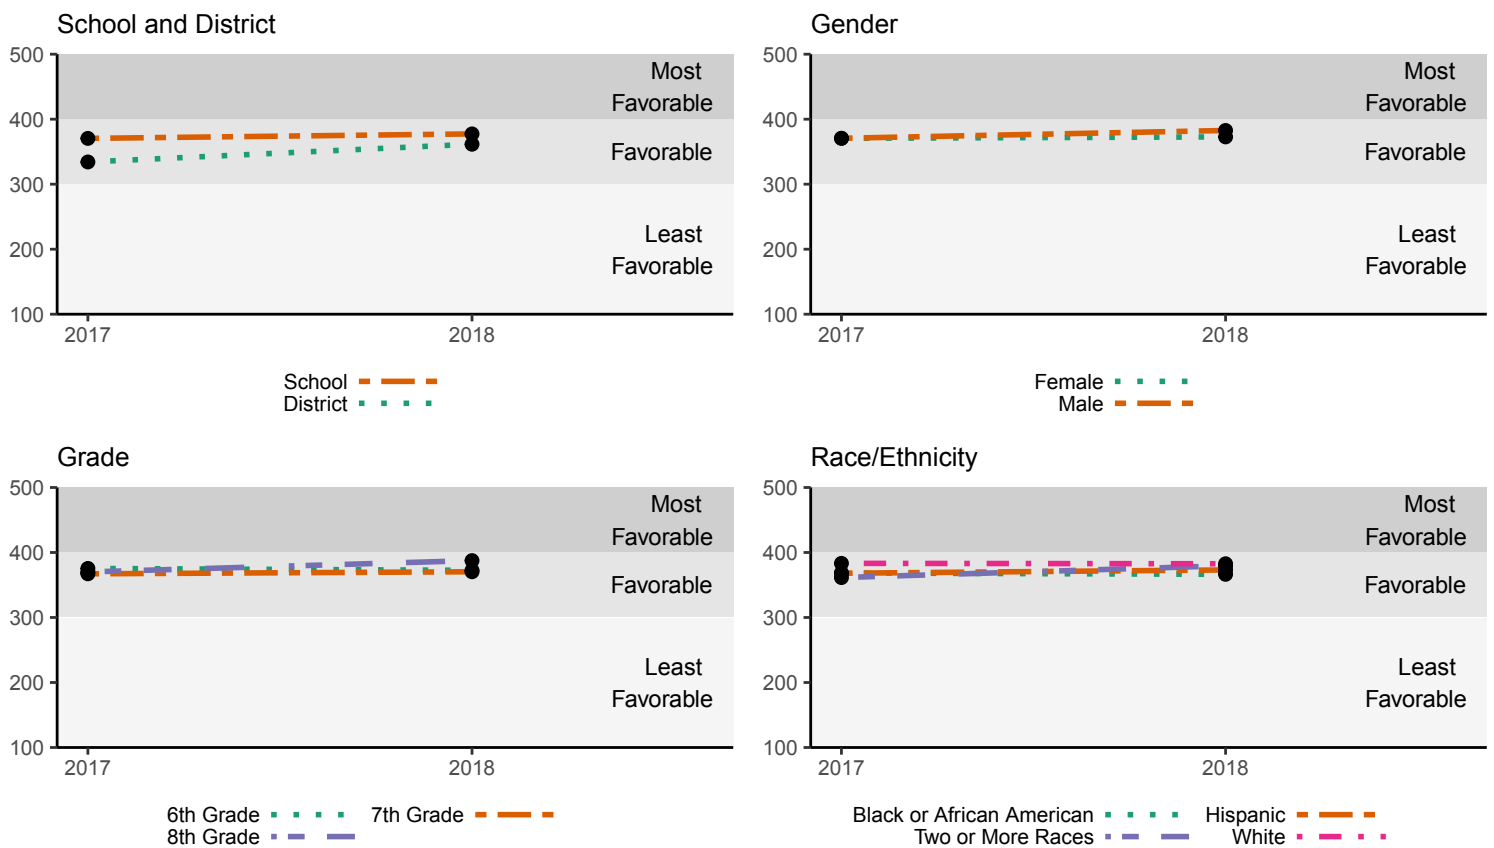 School and District
500
400
300
200
100
Most
Favorable
Favorable
Least
Favorable
2017 2018
School
District
Gender
500
400
300
200
100
Most
Favorable
Favorable
Least
Favorable
2017 2018
Female
Male
Grade
500
400
300
200
100
Most
Favorable
Favorable
Least
Favorable
2017 2018
6th Grade 7th Grade
8th Grade
Race/Ethnicity
500
400
300
200
100
Most
Favorable
Favorable
Least
Favorable
2017 2018
Black or African American Hispanic
Two or More Races White